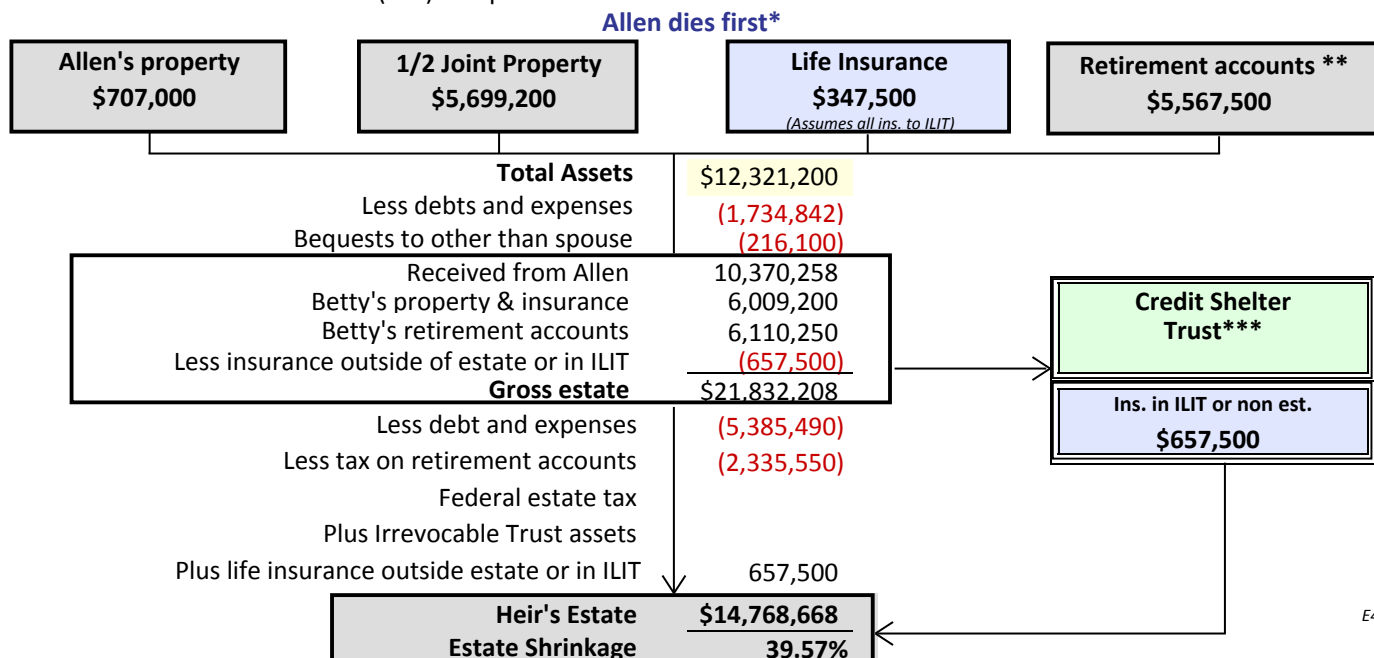 Allen dies first*
Allen's property
$707,000
1/2 Joint Property
$5,699,200
Life Insurance
$347,500
(Assumes all ins. to ILIT)
Retirement accounts **
$5,567,500
Total Assets $12,321,200
Less debts and expenses (1,734,842)
Bequests to other than spouse (216,100)
Received from Allen 10,370,258
Betty's property & insurance 6,009,200
Betty's retirement accounts 6,110,250
Less insurance outside of estate or in ILIT (657,500)
Gross estate $21,832,208
Credit Shelter
Trust***
Ins. in ILIT or non est.
$657,500
Less debt and expenses (5,385,490)
Less tax on retirement accounts (2,335,550)
Federal estate tax
Plus Irrevocable Trust assets
Plus life insurance outside estate or in ILIT 657,500
Heir's Estate $14,768,668
Estate Shrinkage 39.57%